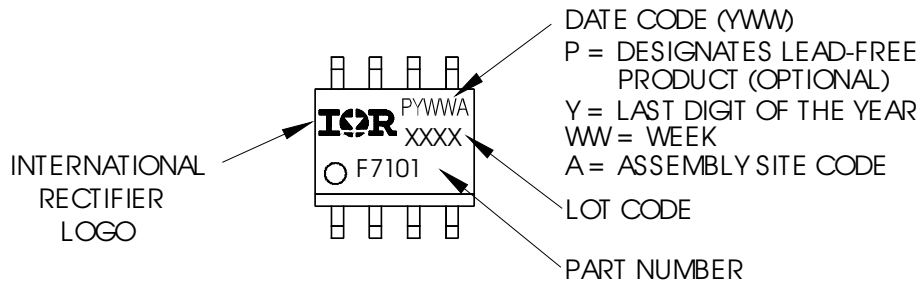 DATE CODE (YWW)
P = DESIGNATES LEAD-FREE
PRODUCT (OPTIONAL)
Y = LAST DIGIT OF THE YEAR
WW = WEEK
A = ASSEMBLY SITE CODE
LOT CODE
PART NUMBER
INTERNATIONAL
RECTIFIER
LOGO
IOR
PYWWA
XXXX
F7101